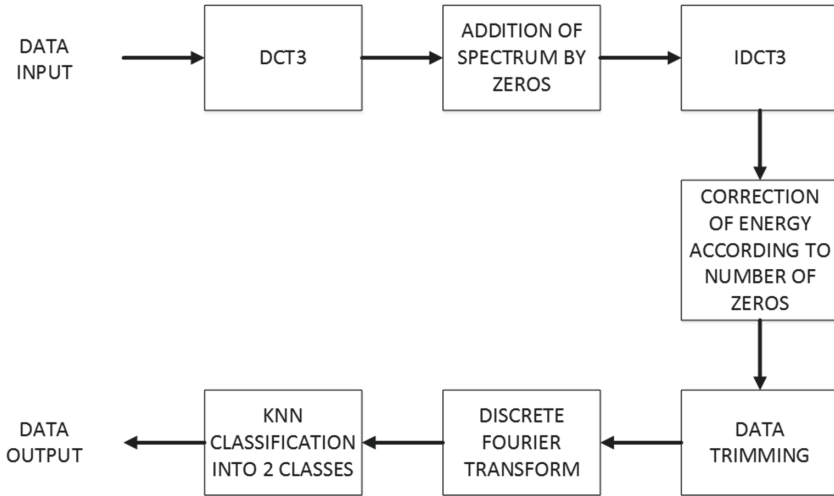 DATA
INPUT
DCT3
ADDITION OF
SPECTRUM BY
ZEROS
IDCT3
CORRECTION
OF ENERGY
ACCORDING TO
NUMBER OF
ZEROS
DATA
TRIMMING
DISCRETE
FOURIER
TRANSFORM
KNN
CLASSIFICATION
INTO 2 CLASSES
DATA
OUTPUT